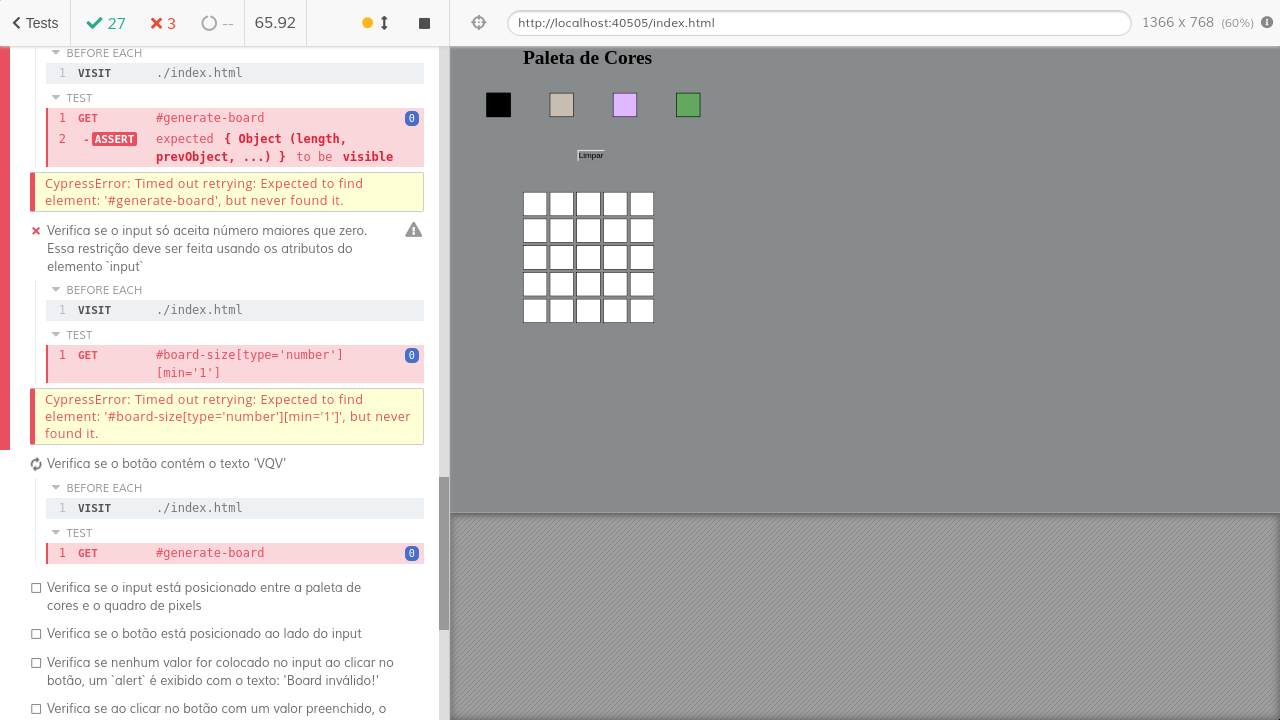 Tests
27
3
--
65.92
http://localhost:40505/index.html
1366 x 768 (60%)
BEFORE EACH
1 VISIT ./index.html
TEST
1 GET #generate-board 0
2 -ASSERT expected { Object (length,
prevObject, ...) } to be visible
CypressError: Timed out retrying: Expected to find
element: '#generate-board', but never found it.
Verifica se o input só aceita número maiores que zero.
Essa restrição deve ser feita usando os atributos do
elemento `input`
BEFORE EACH
1 VISIT ./index.html
TEST
1 GET #board-size[type='number'] 0
[min='1']
CypressError: Timed out retrying: Expected to find
element: '#board-size[type='number'][min='1']', but never
found it.
Verifica se o botão contém o texto 'VQV'
BEFORE EACH
1 VISIT ./index.html
TEST
1 GET #generate-board 0
Verifica se o input está posicionado entre a paleta de
cores e o quadro de pixels
Verifica se o botão está posicionado ao lado do input
Verifica se nenhum valor for colocado no input ao clicar no
botão, um `alert` é exibido com o texto: 'Board inválido!'
Verifica se ao clicar no botão com um valor preenchido, o
Paleta de Cores
Limpar